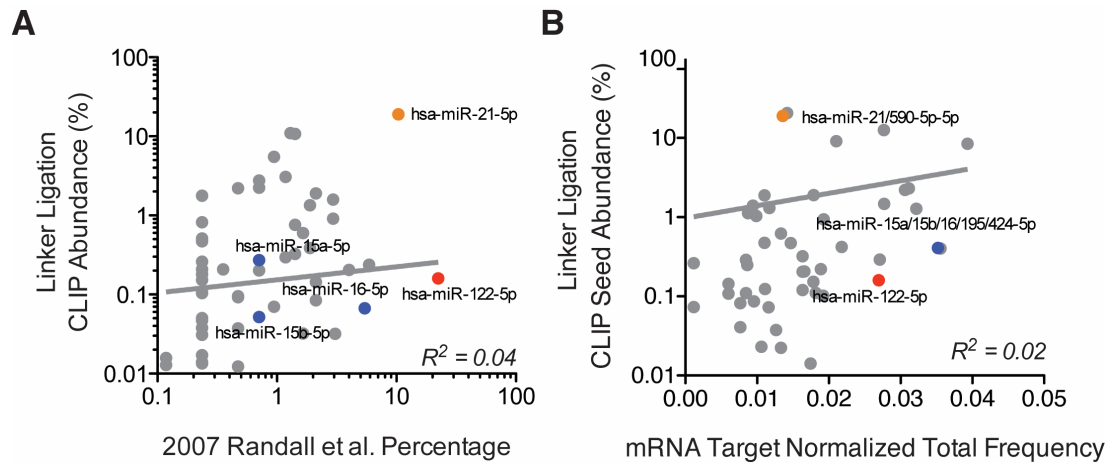 A
Linker Ligation
CLIP Abundance (%)
100
10
1
0.1
0.01
hsa-miR-21-5p
hsa-miR-15a-5p
hsa-miR-16-5p
hsa-miR-122-5p
hsa-miR-15b-5p
R² = 0.04
0.1
1
10
100
2007 Randall et al. Percentage
B
Linker Ligation
CLIP Seed Abundance (%)
100
10
1
0.1
0.01
hsa-miR-21/590-5p-5p
hsa-miR-15a/15b/16/195/424-5p
hsa-miR-122-5p
R² = 0.02
0.00
0.01
0.02
0.03
0.04
0.05
mRNA Target Normalized Total Frequency